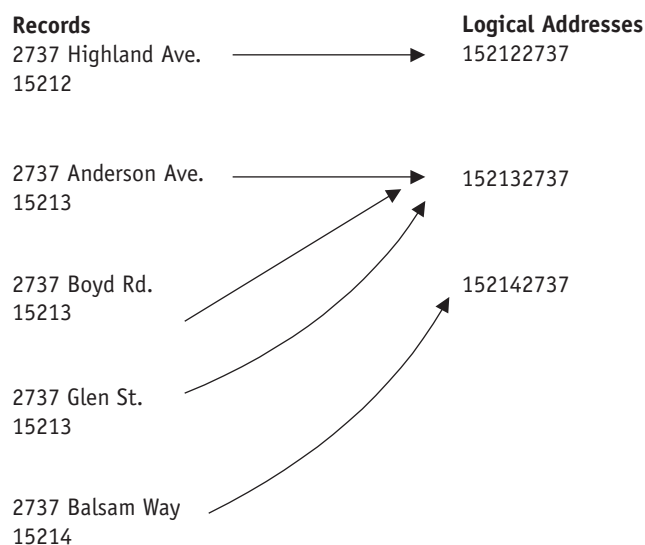 Records
2737 Highland Ave.
15212
2737 Anderson Ave.
15213
2737 Boyd Rd.
15213
2737 Glen St.
15213
2737 Balsam Way
15214
Logical Addresses
152122737
152132737
152142737